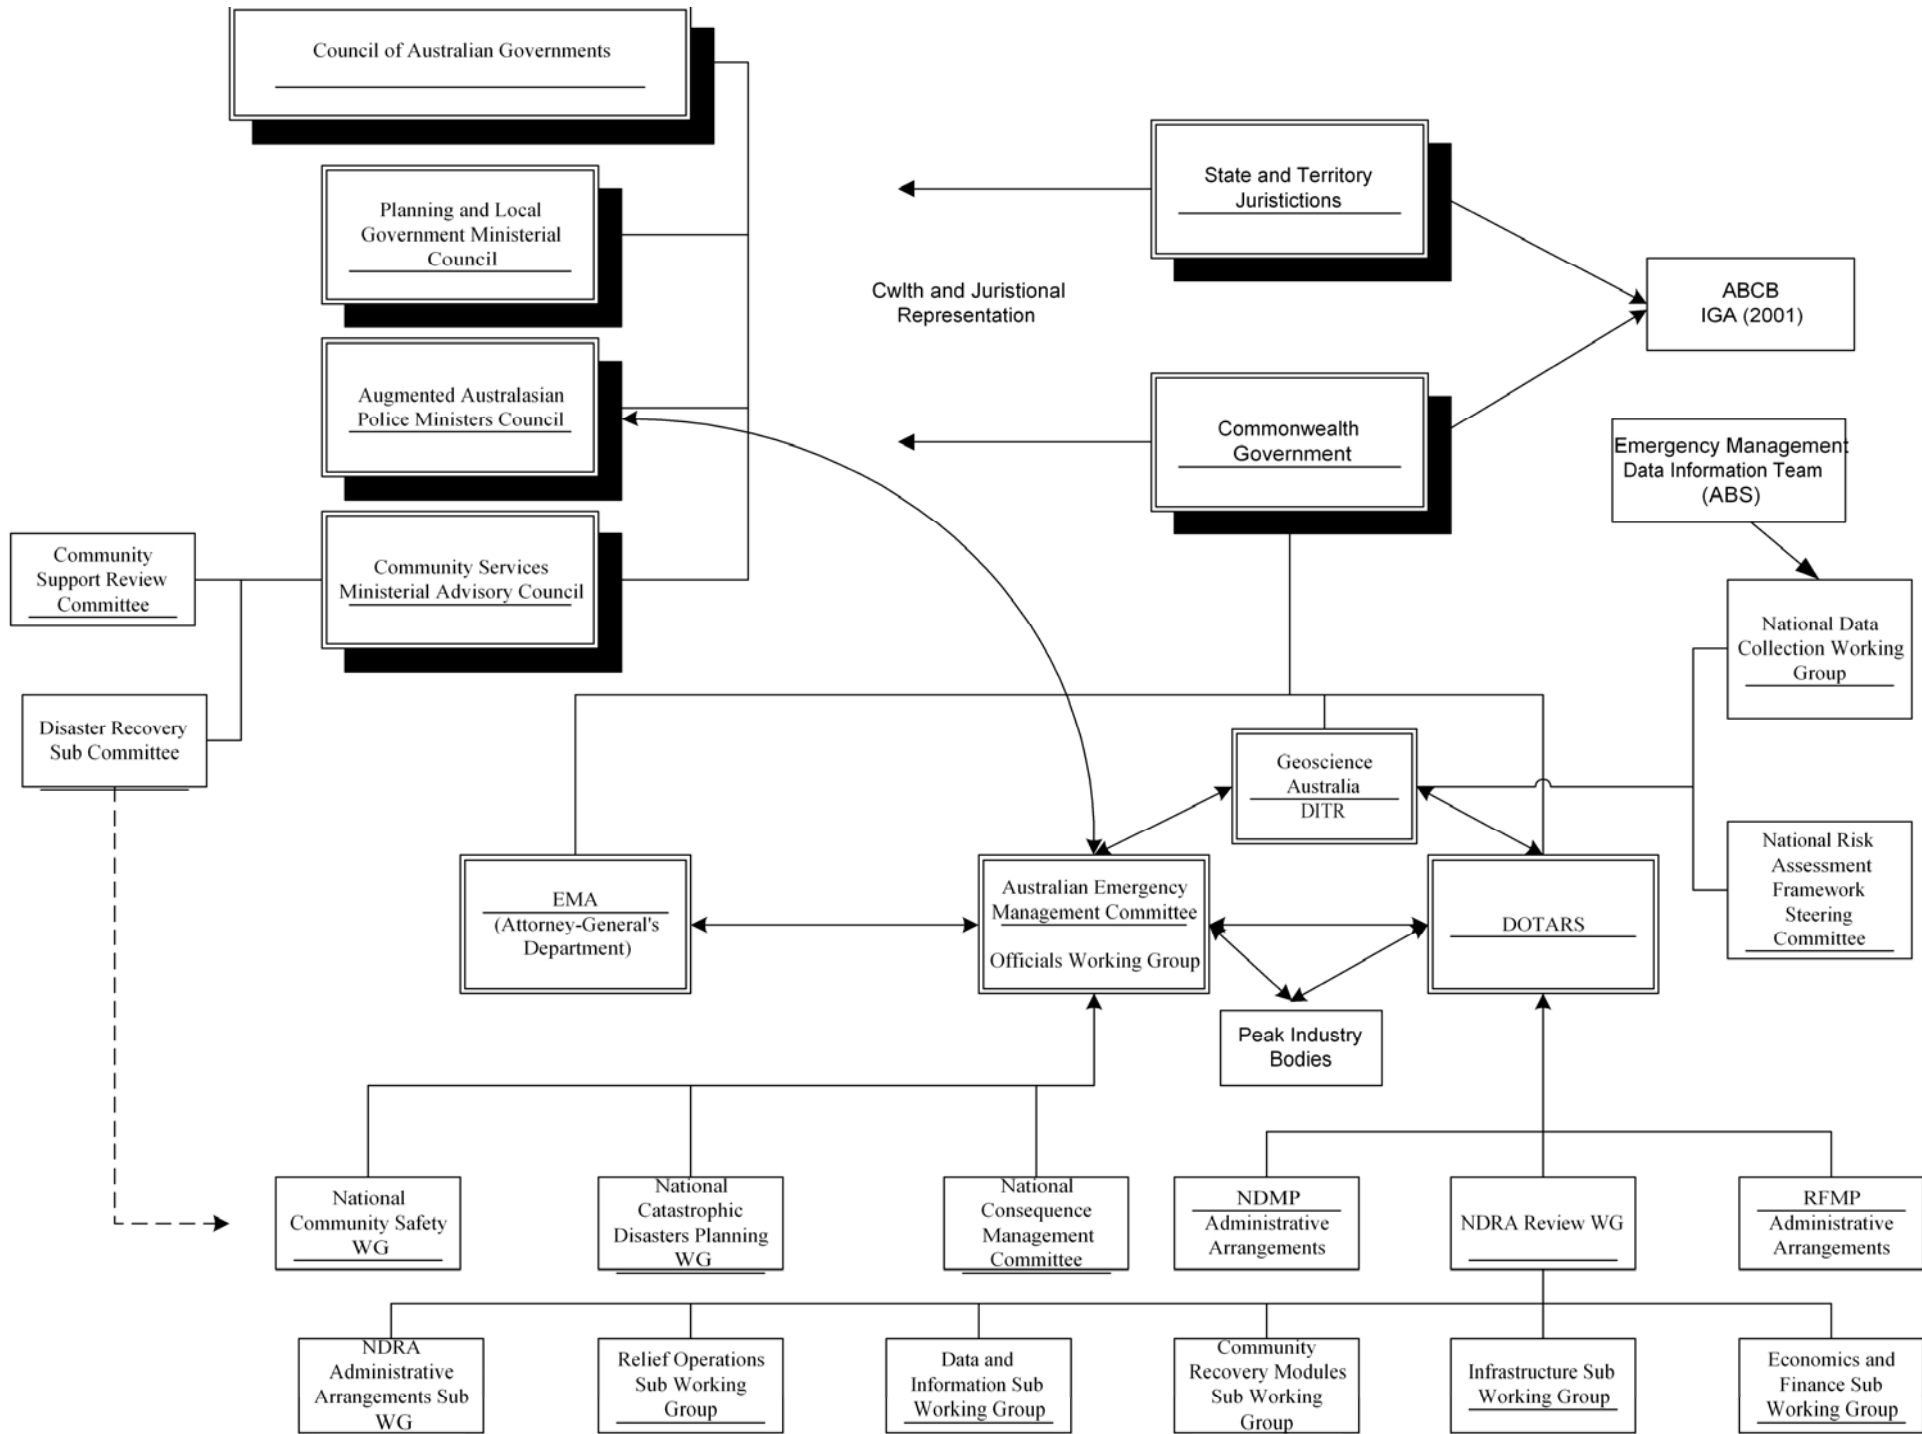 Council of Australian Governments
Planning and Local
Government Ministerial
Council
Augmented Australasian
Police Ministers Council
Community Services
Ministerial Advisory Council
Community
Support Review
Committee
Disaster Recovery
Sub Committee
State and Territory
Juristictions
Cwlth and Juristional
Representation
Commonwealth
Government
ABCB
IGA (2001)
Emergency Management
Data Information Team
(ABS)
National Data
Collection Working
Group
National Risk
Assessment
Framework
Steering
Committee
Geoscience
Australia
DITR
EMA
(Attorney-General's
Department)
Australian Emergency
Management Committee
Officials Working Group
DOTARS
Peak Industry
Bodies
National
Community Safety
WG
National
Catastrophic
Disasters Planning
WG
National
Consequence
Management
Committee
NDMP
Administrative
Arrangements
NDRA Review WG
RFMP
Administrative
Arrangements
NDRA
Administrative
Arrangements Sub
WG
Relief Operations
Sub Working
Group
Data and
Information Sub
Working Group
Community
Recovery Modules
Sub Working
Group
Infrastructure Sub
Working Group
Economics and
Finance Sub
Working Group